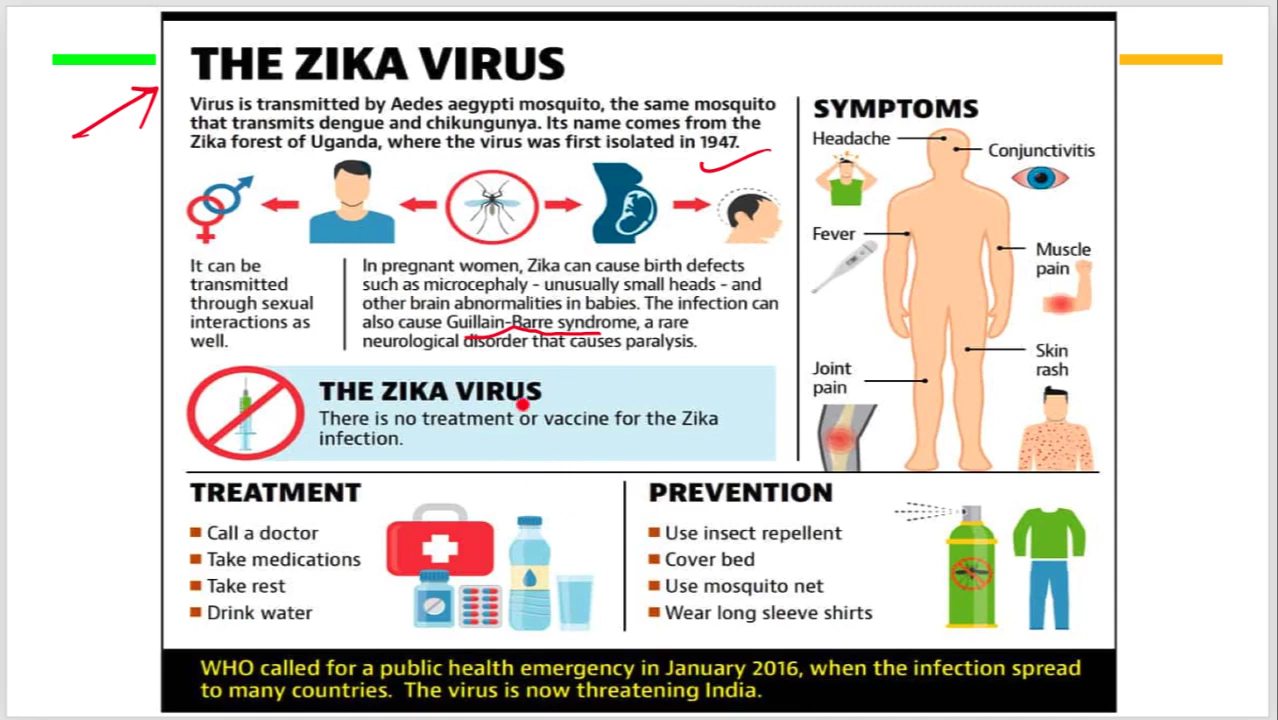 THE ZIKA VIRUS
Virus is transmitted by Aedes aegypti mosquito, the same mosquito
that transmits dengue and chikungunya. Its name comes from the
Zika forest of Uganda, where the virus was first isolated in 1947.
It can be
transmitted
through sexual
interactions as
well.
In pregnant women, Zika can cause birth defects
such as microcephaly - unusually small heads - and
other brain abnormalities in babies. The infection can
also cause Guillain-Barre syndrome, a rare
neurological disorder that causes paralysis.
THE ZIKA VIRUS
There is no treatment or vaccine for the Zika
infection.
SYMPTOMS
Headache
Conjunctivitis
Fever
Muscle
pain
Skin
rash
Joint
pain
TREATMENT
Call a doctor
Take medications
Take rest
Drink water
PREVENTION
Use insect repellent
Cover bed
Use mosquito net
Wear long sleeve shirts
WHO called for a public health emergency in January 2016, when the infection spread
to many countries. The virus is now threatening India.